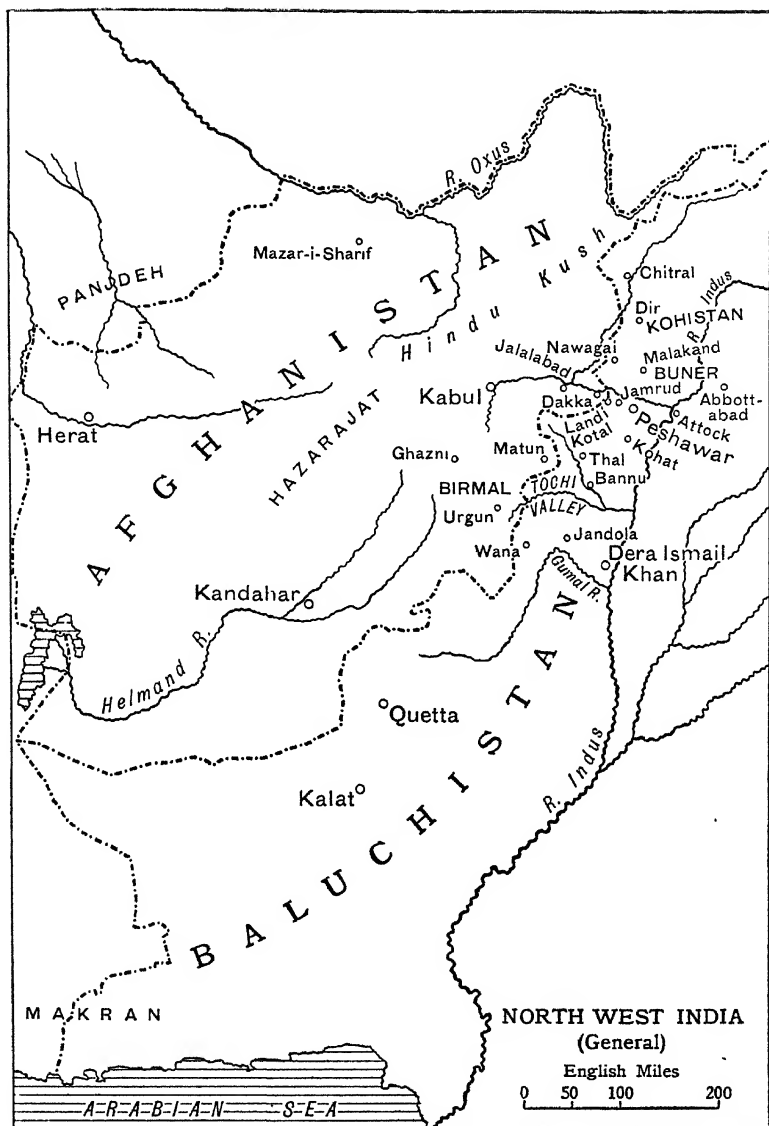 R. Oxus
Mazar-i-Sharif
PANJDEH
AFGHANISTAN
Hindu Kush
Chitral
Dir
KOHISTAN
R. Indus
Nawagai
Malakand
BUNER
Jalalabad
Kabul
Dakka
Jamrud
Abbott-
abad
Landi
Kotal
Peshawar
Attock
Herat
HAZARAJAT
Ghazni
Matun
Thal
Kohat
Bannu
BIRMAL
TOCHI
VALLEY
Urgun
Wana
Jandola
Dera Ismail
Khan
Gumal R.
Kandahar
Helmand R.
Quetta
Kalat
BALUCHISTAN
R. Indus
MAKRAN
ARABIAN SEA
NORTH WEST INDIA
(General)
English Miles
0 50 100 200